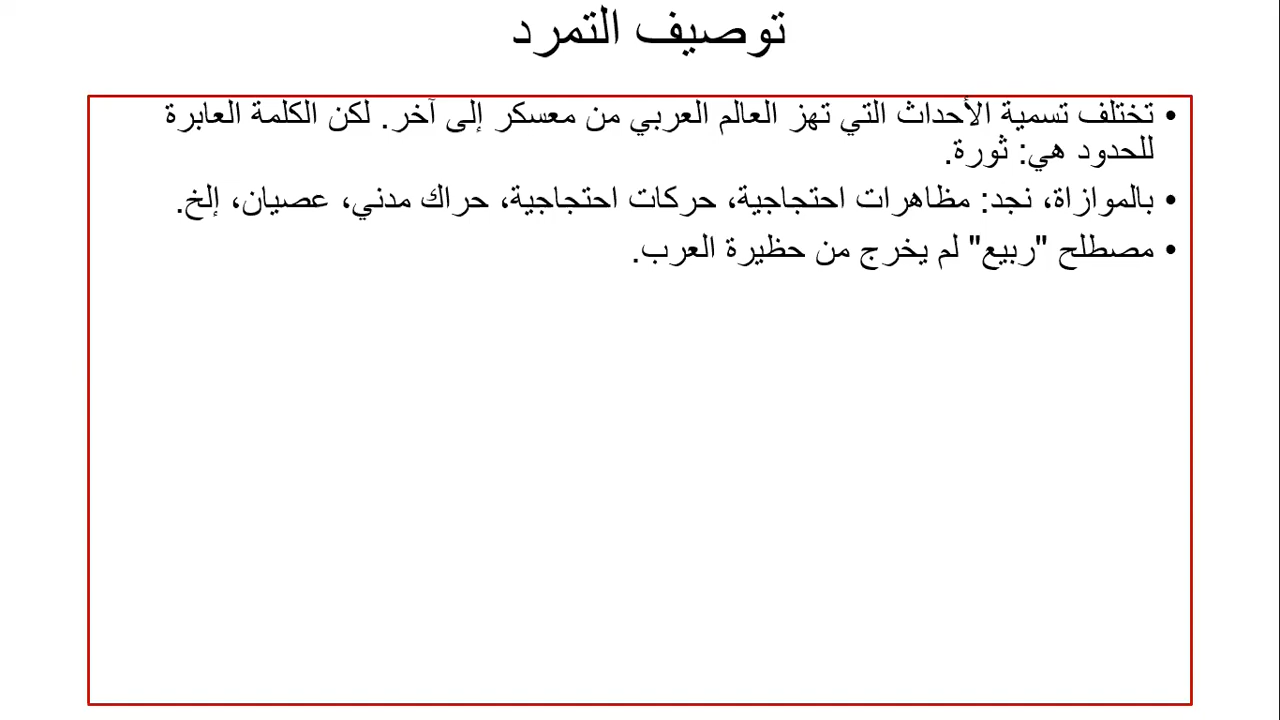 توصيف التمرد
• تختلف تسمية الأحداث التي تهز العالم العربي من معسكر إلى آخر. لكن الكلمة العابرة
للحدود هي: ثورة.
• بالموازاة، نجد: مظاهرات احتجاجية، حركات احتجاجية، حراك مدني، عصيان، إلخ.
• مصطلح "ربيع" لم يخرج من حظيرة العرب.